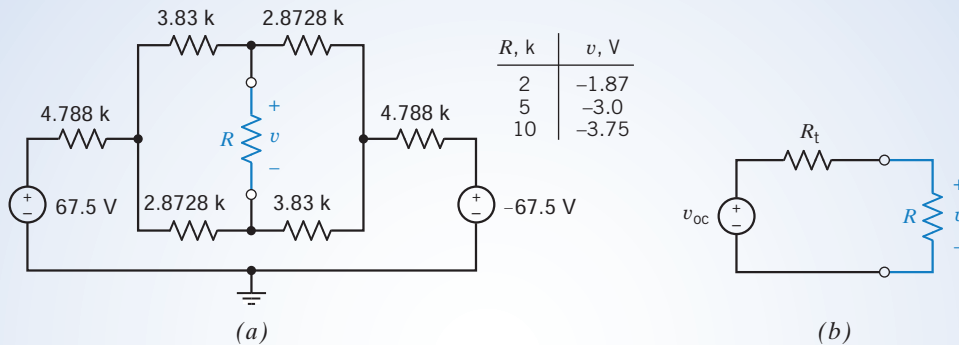 3.83 k
2.8728 k
R, k v, V
2 –1.87
5 –3.0
10 –3.75
4.788 k
4.788 k
+
R v
–
R_t
+
–
67.5 V
2.8728 k
3.83 k
+
–
–67.5 V
v_oc
+
–
+
R v
–
(a)
(b)